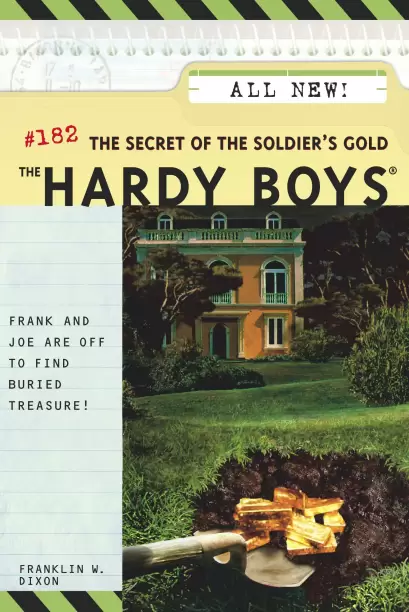 ALL NEW!
#182 THE SECRET OF THE SOLDIER'S GOLD
THE HARDY BOYS®
FRANK AND
JOE ARE OFF
TO FIND
BURIED
TREASURE!
FRANKLIN W.
DIXON